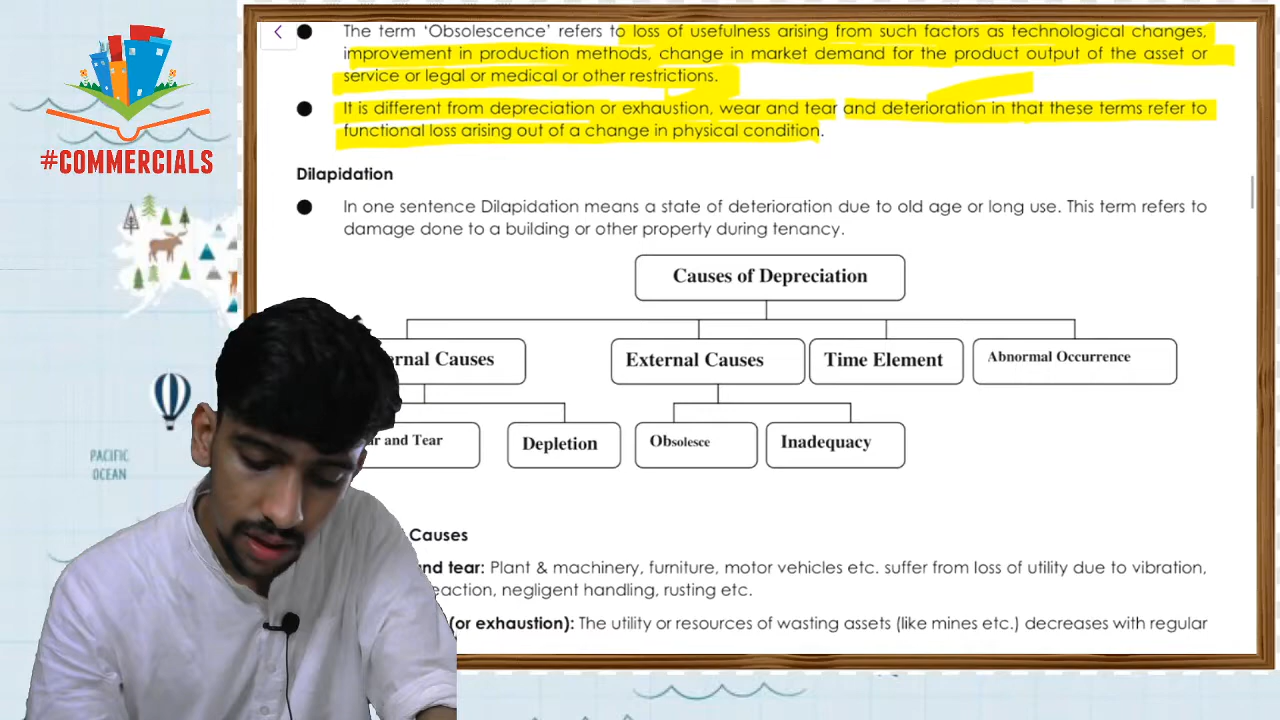 The term ‘Obsolescence’ refers to loss of usefulness arising from such factors as technological changes,
improvement in production methods, change in market demand for the product output of the asset or
service or legal or medical or other restrictions.
It is different from depreciation or exhaustion, wear and tear and deterioration in that these terms refer to
functional loss arising out of a change in physical condition.
#COMMERCIALS
Dilapidation
In one sentence Dilapidation means a state of deterioration due to old age or long use. This term refers to
damage done to a building or other property during tenancy.
Causes of Depreciation
Causes
External Causes
Time Element
Abnormal Occurrence
and Tear
Depletion
Obsolesce
Inadequacy
PACIFIC
OCEAN
Causes
tear: Plant & machinery, furniture, motor vehicles etc. suffer from loss of utility due to vibration,
negligent handling, rusting etc.
(or exhaustion): The utility or resources of wasting assets (like mines etc.) decreases with regular